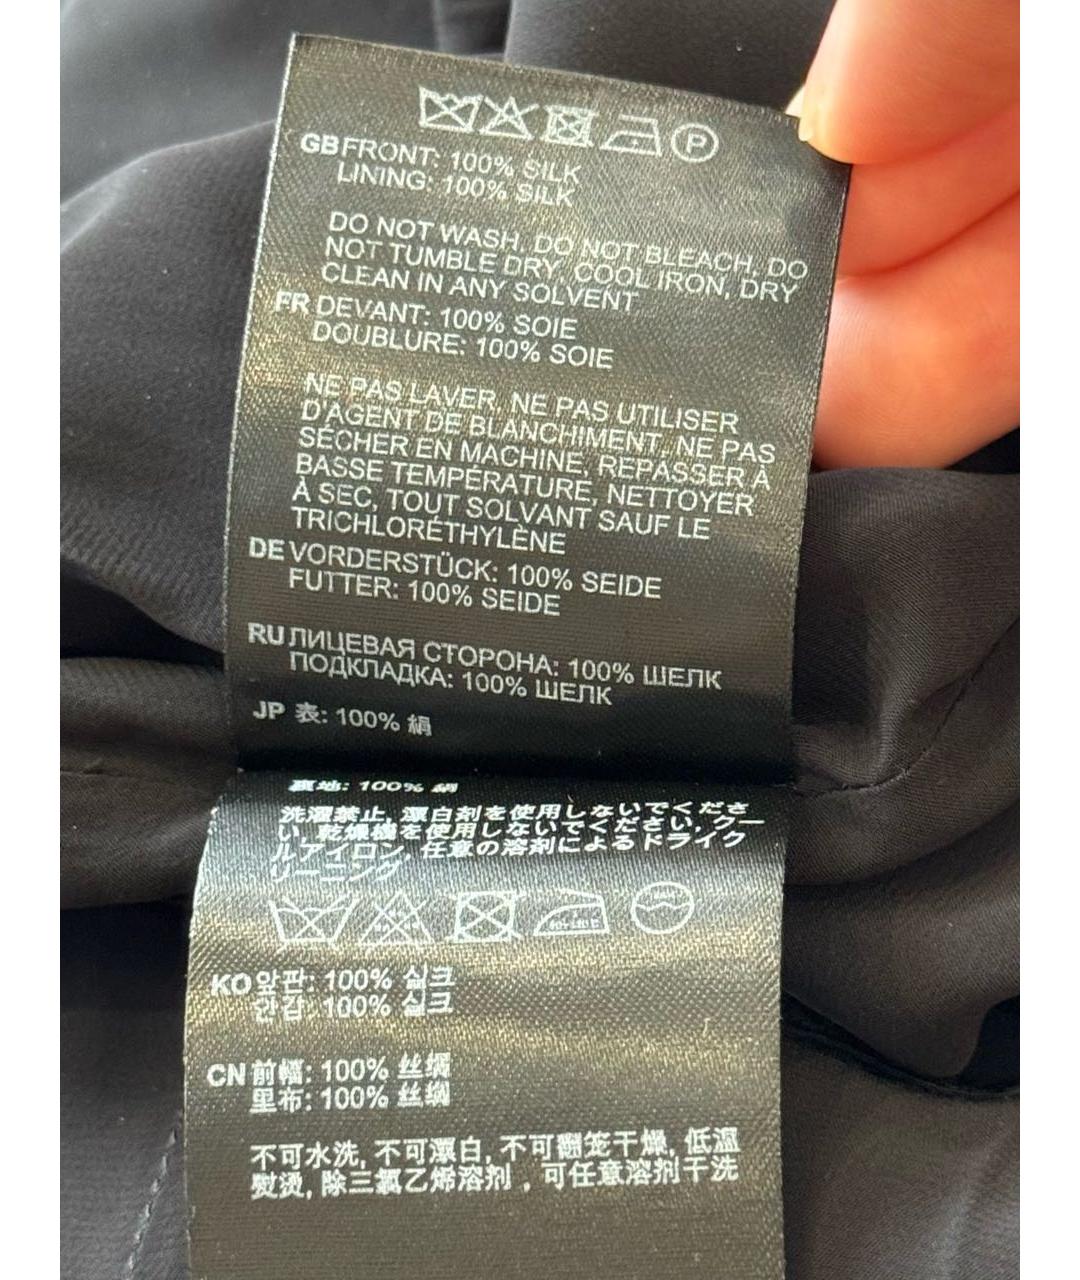 P
GB FRONT: 100% SILK
LINING: 100% SILK
DO NOT WASH, DO NOT BLEACH, DO
NOT TUMBLE DRY, COOL IRON, DRY
CLEAN IN ANY SOLVENT
FR DEVANT: 100% SOIE
DOUBLURE: 100% SOIE
NE PAS LAVER, NE PAS UTILISER
D'AGENT DE BLANCHIMENT, NE PAS
SÉCHER EN MACHINE, REPASSER À
BASSE TEMPÉRATURE, NETTOYER
À SEC, TOUT SOLVANT SAUF LE
TRICHLORÉTHYLÈNE
DE VORDERSTÜCK: 100% SEIDE
FUTTER: 100% SEIDE
RU ЛИЦЕВАЯ СТОРОНА: 100% ШЕЛК
ПОДКЛАДКА: 100% ШЕЛК
JP 表: 100% 絹
裏地: 100% 絹
洗濯禁止, 漂白剤を使用しないでくださ
い, 乾燥機を使用しないでください, クー
ルアイロン, 任意の溶剤によるドライク
リーニング
KO 앞판: 100% 실크
안감: 100% 실크
CN 前幅: 100% 丝绸
里布: 100% 丝绸
不可水洗, 不可漂白, 不可翻笼干燥, 低温
熨烫, 除三氯乙烯溶剂, 可任意溶剂干洗